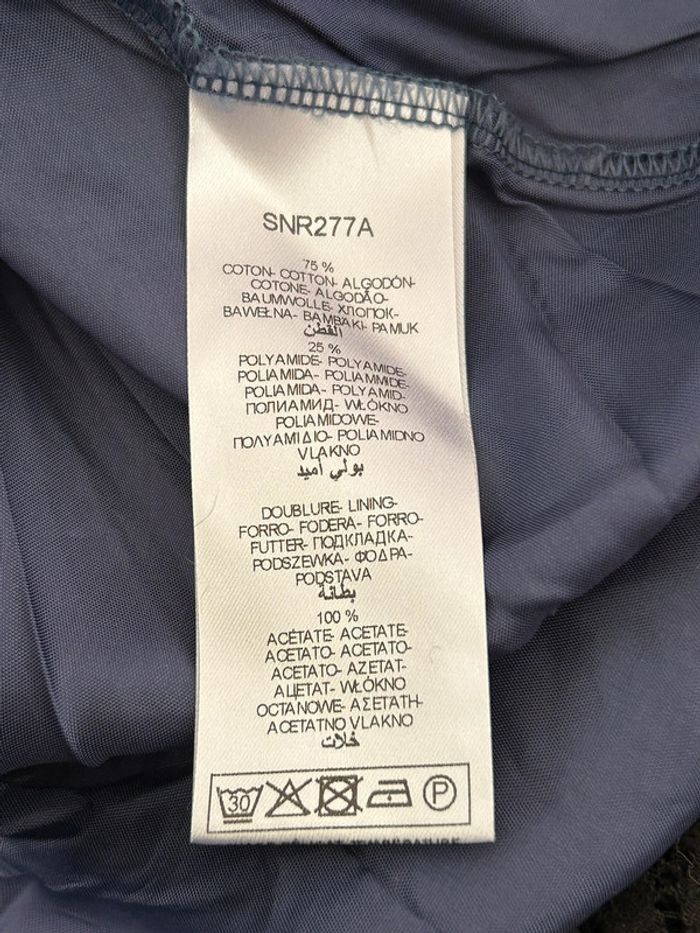 SNR277A
75 %
COTON- COTTON- ALGODÓN-
COTONE- ALGODÃO-
BAUMWOLLE- ХЛОПОК-
BAWEŁNA- BAMBAKI- PAMUK
القطن
25 %
POLYAMIDE- POLYAMIDE-
POLIAMIDA- POLIAMMIDE-
POLIAMIDA- POLYAMID-
ПОЛИАМИД- WŁÓKNO
POLIAMIDOWE-
ΠΟΛΥΑΜΙΔΙΟ- POLIAMIDNO
VLAKNO
بولي أميد
DOUBLURE- LINING-
FORRO- FODERA- FORRO-
FUTTER- ПОДКЛАДКА-
PODSZEWKA- ΦΟΔΡΑ-
PODSTAVA
بطانة
100 %
ACÉTATE- ACETATE-
ACETATO- ACETATO-
ACETATO- AZETAT-
АЦЕТАТ- WŁÓKNO
OCTANOWE- ΑΣΕΤΑΤΗ-
ACETATNO VLAKNO
خلات
30 P